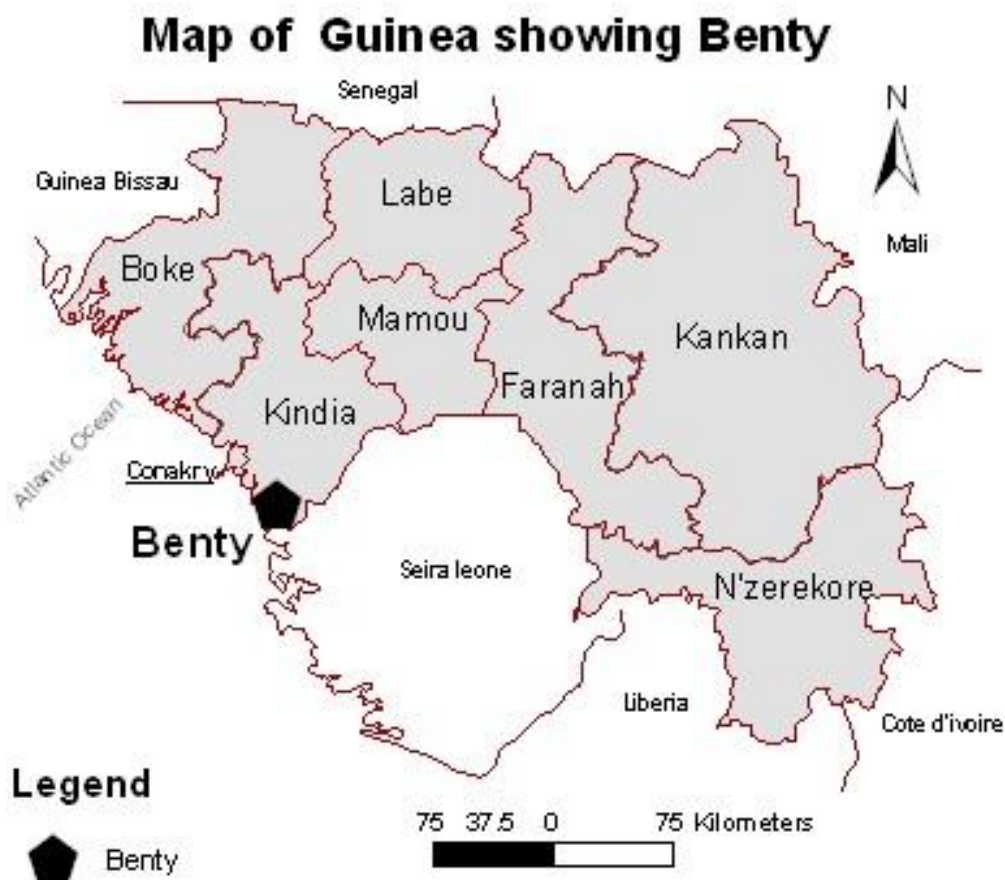 Map of Guinea showing Benty
Senegal
N
Guinea Bissau
Labe
Mali
Boke
Mamou
Kankan
Faranah
Kindia
Atlantic Ocean
Conakry
Benty
Seira leone
N'zerekore
Liberia
Cote d'ivoire
Legend
75 37.5 0 75 Kilometers
Benty